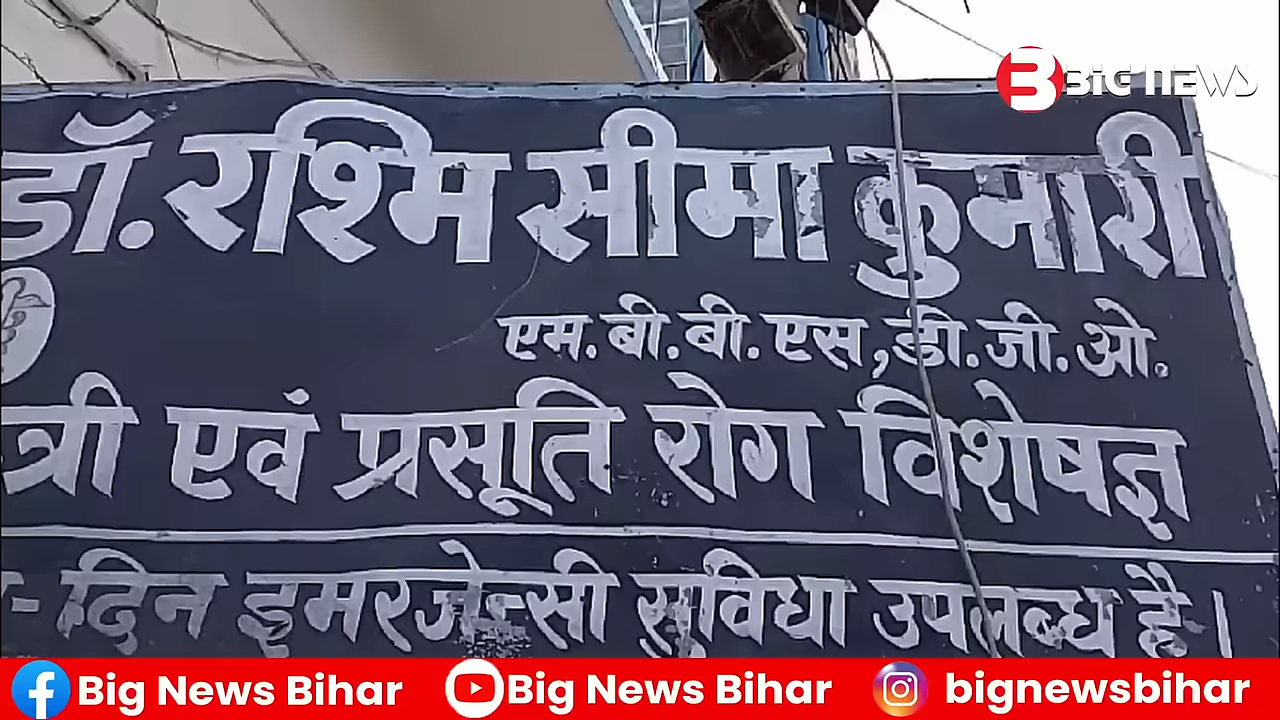 BIG NEWS
डॉ. रश्मि सीमा कुमारी
एम. बी. बी. एस, डी. जी. ओ.
एवं प्रसूति रोग विशेषज्ञ
- दिन इमरजेन्सी सुविधा उपलब्ध है।
Big News Bihar Big News Bihar bignewsbihar